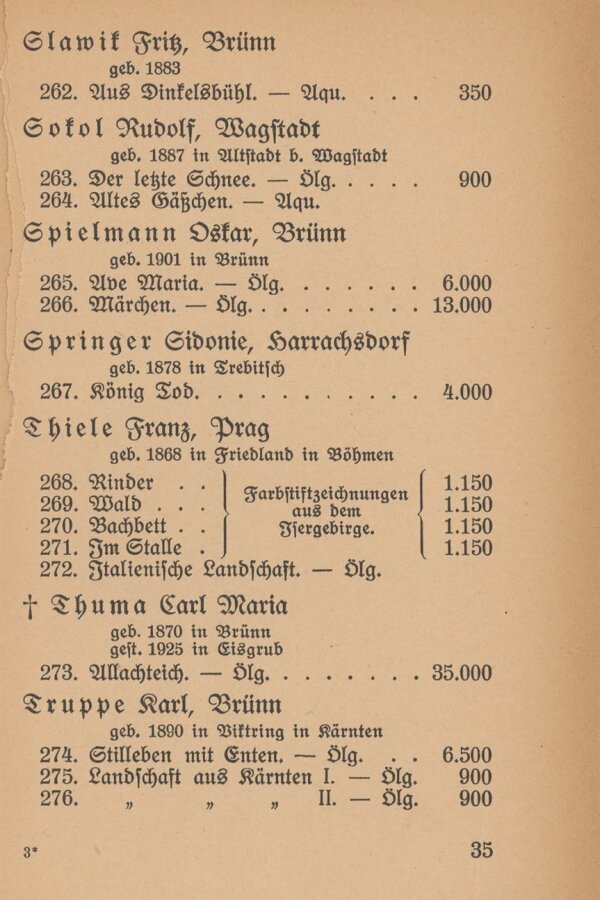 Slawik Fritz, Brünn
geb. 1883
262. Aus Dinkelsbühl. — Aqu. . . . 350
Sokol Rudolf, Wagstadt
geb. 1887 in Altstadt b. Wagstadt
263. Der letzte Schnee. — Ölg. . . . . 900
264. Altes Gäßchen. — Aqu.
Spielmann Oskar, Brünn
geb. 1901 in Brünn
265. Ave Maria. — Ölg. . . . . . . 6.000
266. Märchen. — Ölg. . . . . . . . 13.000
Springer Sidonie, Harrachsdorf
geb. 1878 in Trebitsch
267. König Tod. . . . . . . . . . . 4.000
Thiele Franz, Prag
geb. 1868 in Friedland in Böhmen
268. Rinder . . 1.150
269. Wald . . . 1.150
270. Bachbett . . 1.150
271. Im Stalle . 1.150
Farbstiftzeichnungen
aus dem
Isergebirge.
272. Italienische Landschaft. — Ölg.
† Thuma Carl Maria
geb. 1870 in Brünn
gest. 1925 in Eisgrub
273. Allachteich. — Ölg. . . . . . . . 35.000
Truppe Karl, Brünn
geb. 1890 in Viktring in Kärnten
274. Stilleben mit Enten. — Ölg. . . 6.500
275. Landschaft aus Kärnten I. — Ölg. 900
276. „ „ „ II. — Ölg. 900
3* 35